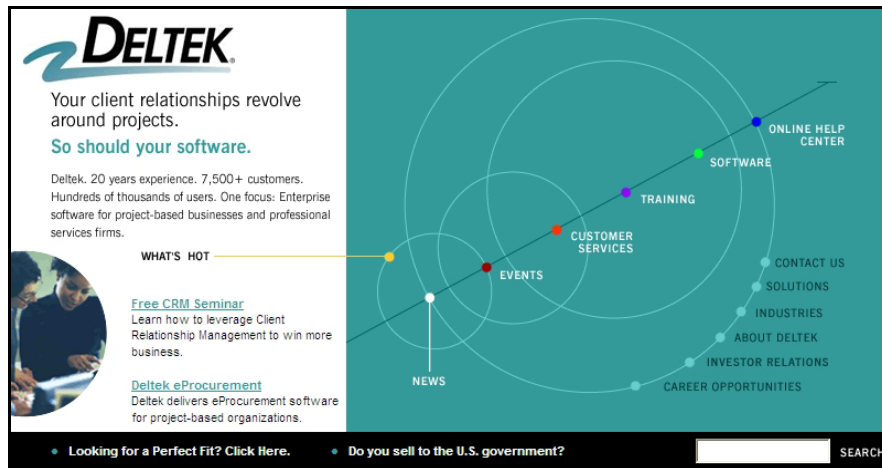 DELTEK®
Your client relationships revolve
around projects.
So should your software.
Deltek. 20 years experience. 7,500+ customers.
Hundreds of thousands of users. One focus: Enterprise
software for project-based businesses and professional
services firms.
WHAT'S HOT
Free CRM Seminar
Learn how to leverage Client
Relationship Management to win more
business.
Deltek eProcurement
Deltek delivers eProcurement software
for project-based organizations.
ONLINE HELP
CENTER
SOFTWARE
TRAINING
CUSTOMER
SERVICES
EVENTS
NEWS
CONTACT US
SOLUTIONS
INDUSTRIES
ABOUT DELTEK
INVESTOR RELATIONS
CAREER OPPORTUNITIES
Looking for a Perfect Fit? Click Here.
Do you sell to the U.S. government?
SEARCH